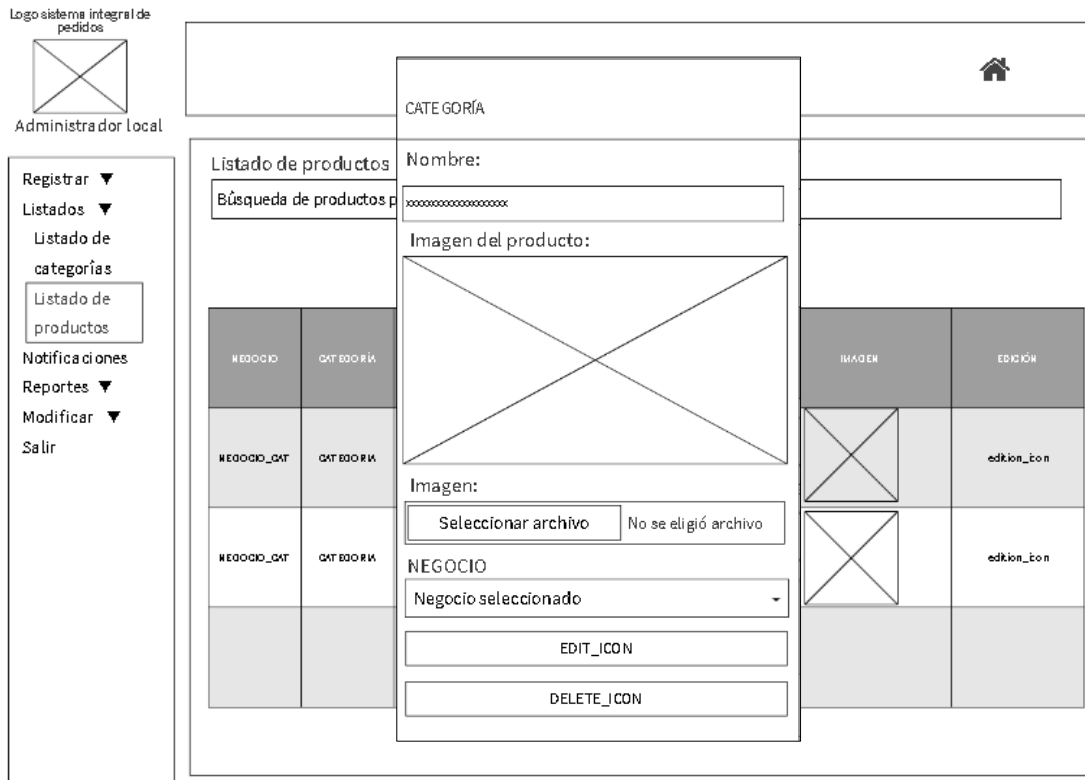 Logo sistema integral de
pedidos
Administrador local
Registrar ▼
Listados ▼
Listado de
categorías
Listado de
productos
Notificaciones
Reportes ▼
Modificar ▼
Salir
Listado de productos
Búsqueda de productos p
NEGOCIO CATEGORÍA IMAGEN EDICIÓN
NEGOCIO_CAT CATEGORIA edition_icon
NEGOCIO_CAT CATEGORIA edition_icon
CATEGORÍA
Nombre:
xxxxxxxxxxxxxxxxxxx
Imagen del producto:
Imagen:
Seleccionar archivo No se eligió archivo
NEGOCIO
Negocio seleccionado
EDIT_ICON
DELETE_ICON